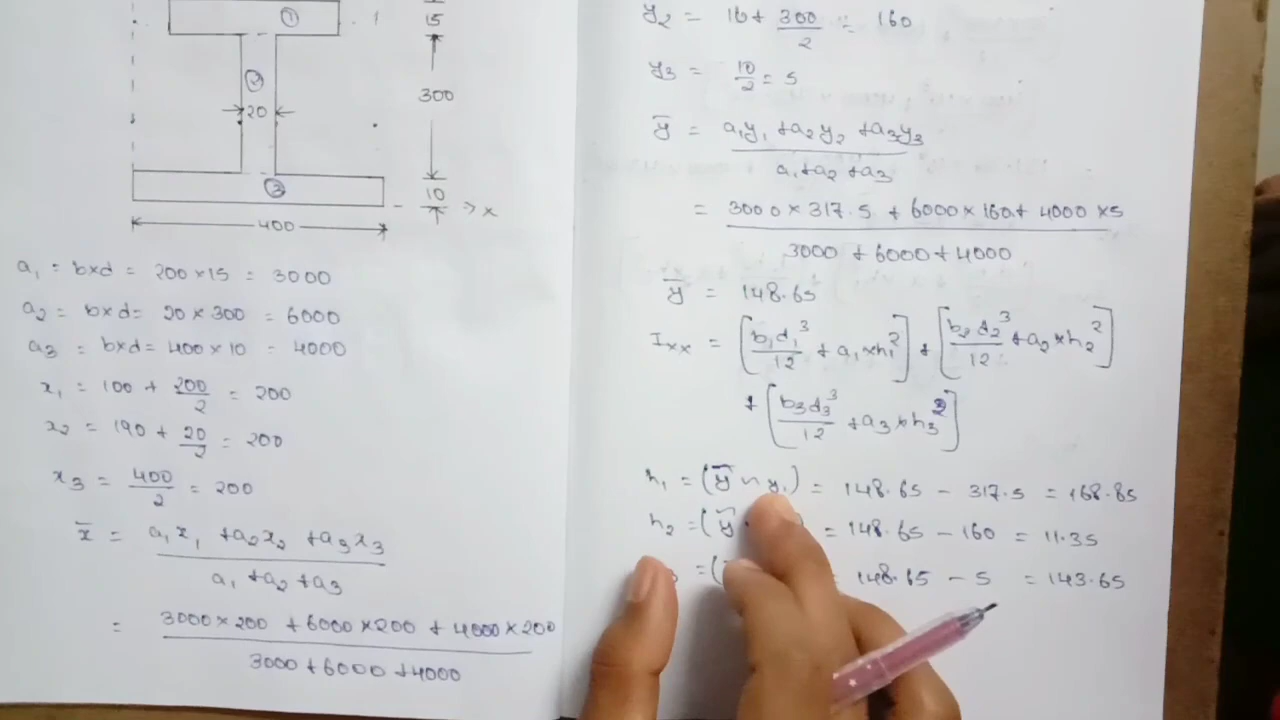 ①
15
②
300
20
③
10
x
400
a₁ = b×d = 200×15 = 3000
a₂ = b×d= 20×300 = 6000
a₃ = b×d=400×10 = 4000
x₁ = 100 + 200/2 = 200
x₂ = 190 + 20/2 = 200
x₃ = 400/2 = 200
x̄ = a₁x₁ + a₂x₂ + a₃x₃ / a₁ + a₂ + a₃
= 3000×200 + 6000×200 + 4000×200 / 3000+6000+4000
y₂ = 10 + 300/2 = 160
y₃ = 10/2 = 5
ȳ = a₁y₁ + a₂y₂ + a₃y₃ / a₁ + a₂ + a₃
= 3000×317.5 + 6000×160 + 4000×5 / 3000 + 6000 + 4000
ȳ = 148.65
Ixx = [b₁d₁³/12 + a₁×h₁²] + [b₂d₂³/12 + a₂×h₂²]
+ [b₃d₃³/12 + a₃×h₃²]
h₁ = (ȳ ~ y₁) = 148.65 - 317.5 = 168.85
h₂ = (ȳ = 148.65 - 160 = 11.35
= ( = 148.65 - 5 = 143.65